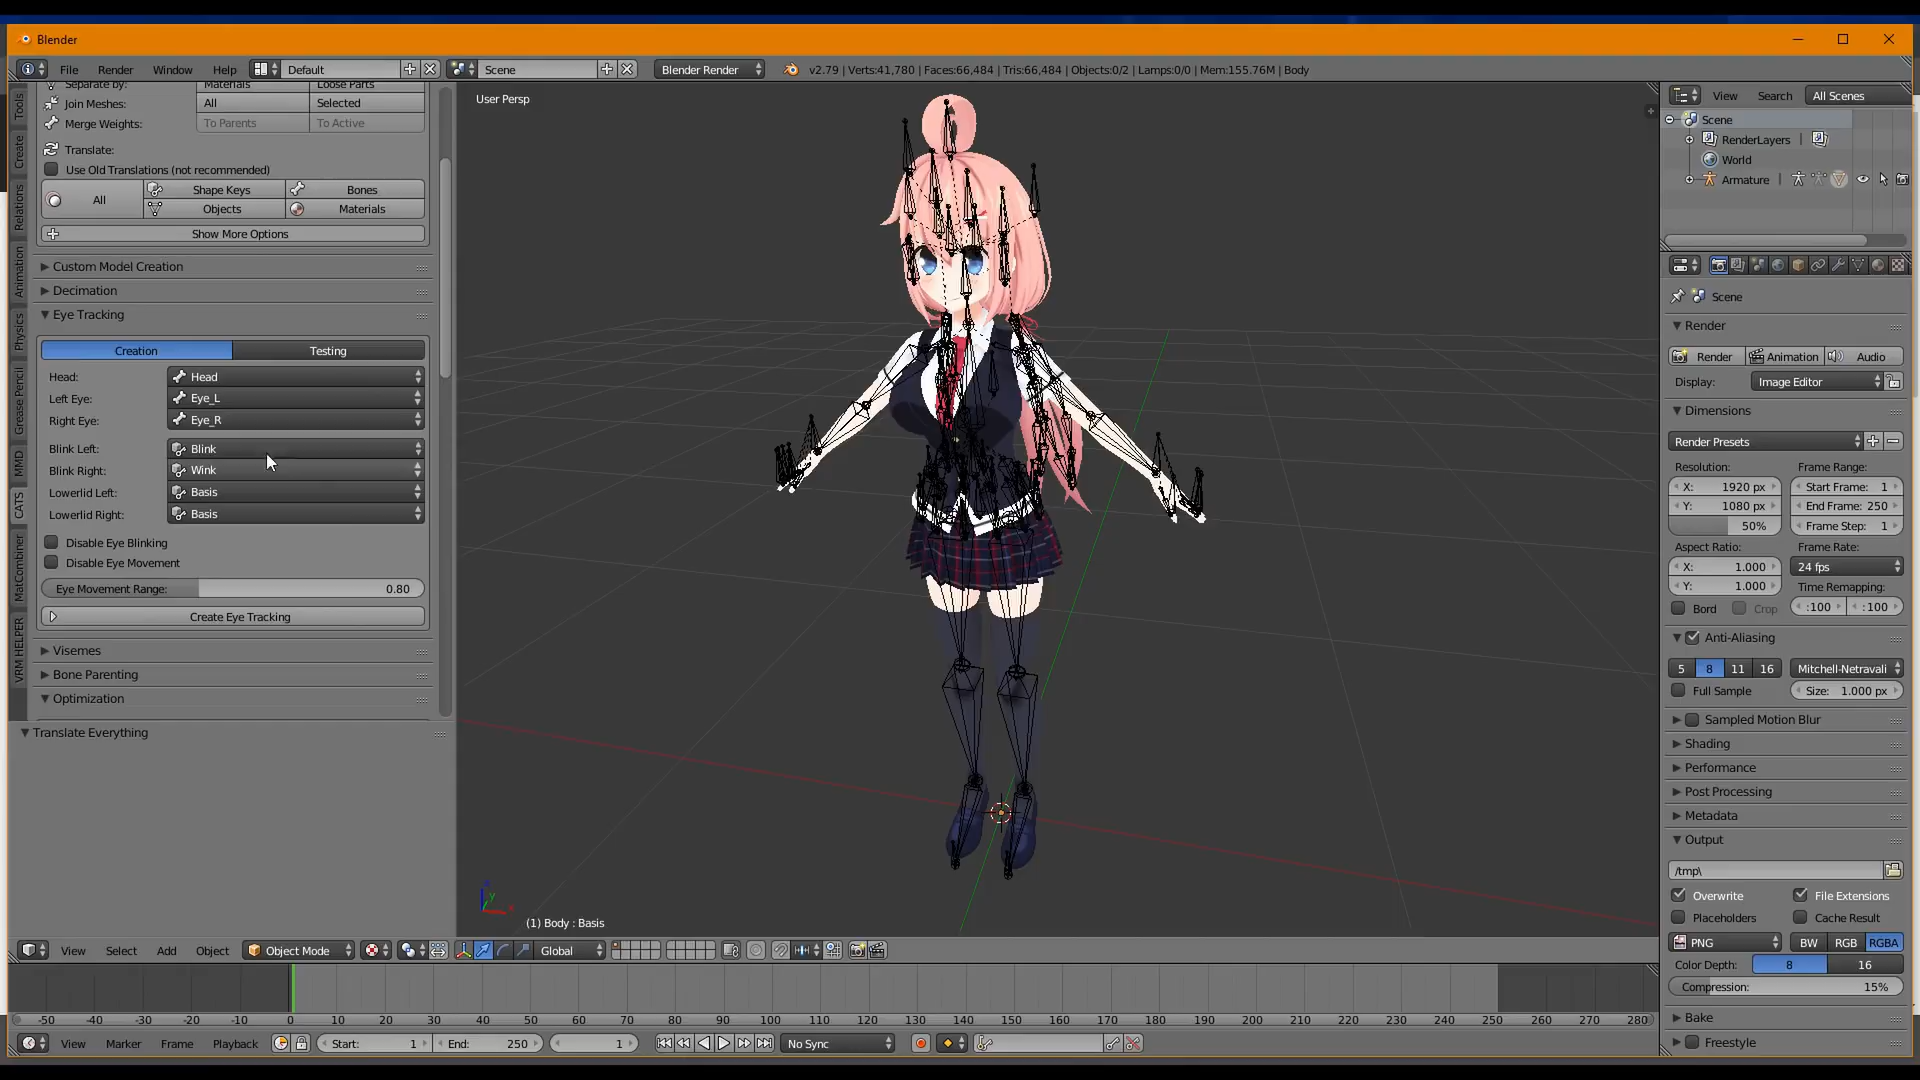 Blender
File Render Window Help Default Scene Blender Render v2.79 | Verts:41,780 | Faces:66,484 | Tris:66,484 | Objects:0/2 | Lamps:0/0 | Mem:155.76M | Body
Tools
Create
Relations
Animation
Physics
Grease Pencil
MMD
CATS
MatCombiner
VRM HELPER
Separate by: Materials Loose Parts
Join Meshes: All Selected
Merge Weights: To Parents To Active
Translate:
Use Old Translations (not recommended)
All Shape Keys Bones
Objects Materials
Show More Options
Custom Model Creation
Decimation
Eye Tracking
Creation Testing
Head: Head
Left Eye: Eye_L
Right Eye: Eye_R
Blink Left: Blink
Blink Right: Wink
Lowerlid Left: Basis
Lowerlid Right: Basis
Disable Eye Blinking
Disable Eye Movement
Eye Movement Range: 0.80
Create Eye Tracking
Visemes
Bone Parenting
Optimization
Translate Everything
User Persp
(1) Body : Basis
View Select Add Object Object Mode Global
-50 -40 -30 -20 -10 0 10 20 30 40 50 60 70 80 90 100 110 120 130 140 150 160 170 180 190 200 210 220 230 240 250 260 270 280
View Marker Frame Playback Start: 1 End: 250 1 No Sync
View Search All Scenes
Scene
RenderLayers
World
Armature
Scene
Render
Render Animation Audio
Display: Image Editor
Dimensions
Render Presets
Resolution: Frame Range:
X: 1920 px Start Frame: 1
Y: 1080 px End Frame: 250
50% Frame Step: 1
Aspect Ratio: Frame Rate:
X: 1.000 24 fps
Y: 1.000 Time Remapping:
Bord Crop :100 :100
Anti-Aliasing
5 8 11 16 Mitchell-Netravali
Full Sample Size: 1.000 px
Sampled Motion Blur
Shading
Performance
Post Processing
Metadata
Output
/tmp\
Overwrite File Extensions
Placeholders Cache Result
PNG BW RGB RGBA
Color Depth: 8 16
Compression: 15%
Bake
Freestyle